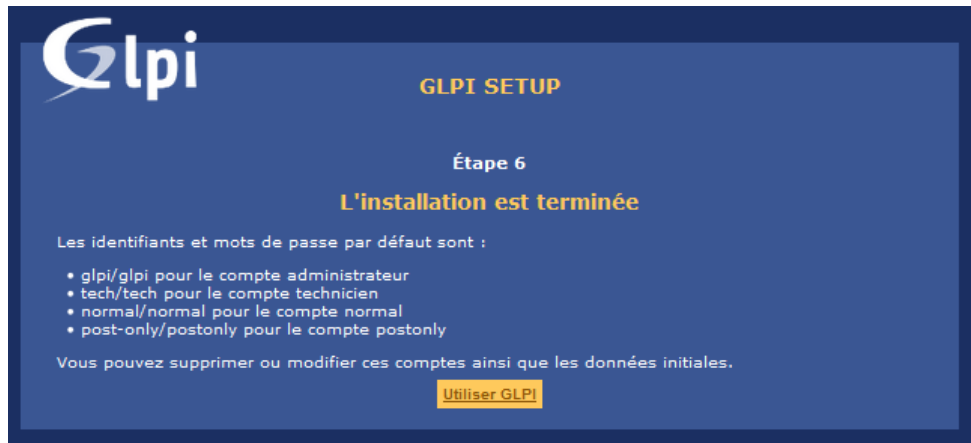 Glpi
GLPI SETUP
Étape 6
L'installation est terminée
Les identifiants et mots de passe par défaut sont :
• glpi/glpi pour le compte administrateur
• tech/tech pour le compte technicien
• normal/normal pour le compte normal
• post-only/postonly pour le compte postonly
Vous pouvez supprimer ou modifier ces comptes ainsi que les données initiales.
Utiliser GLPI